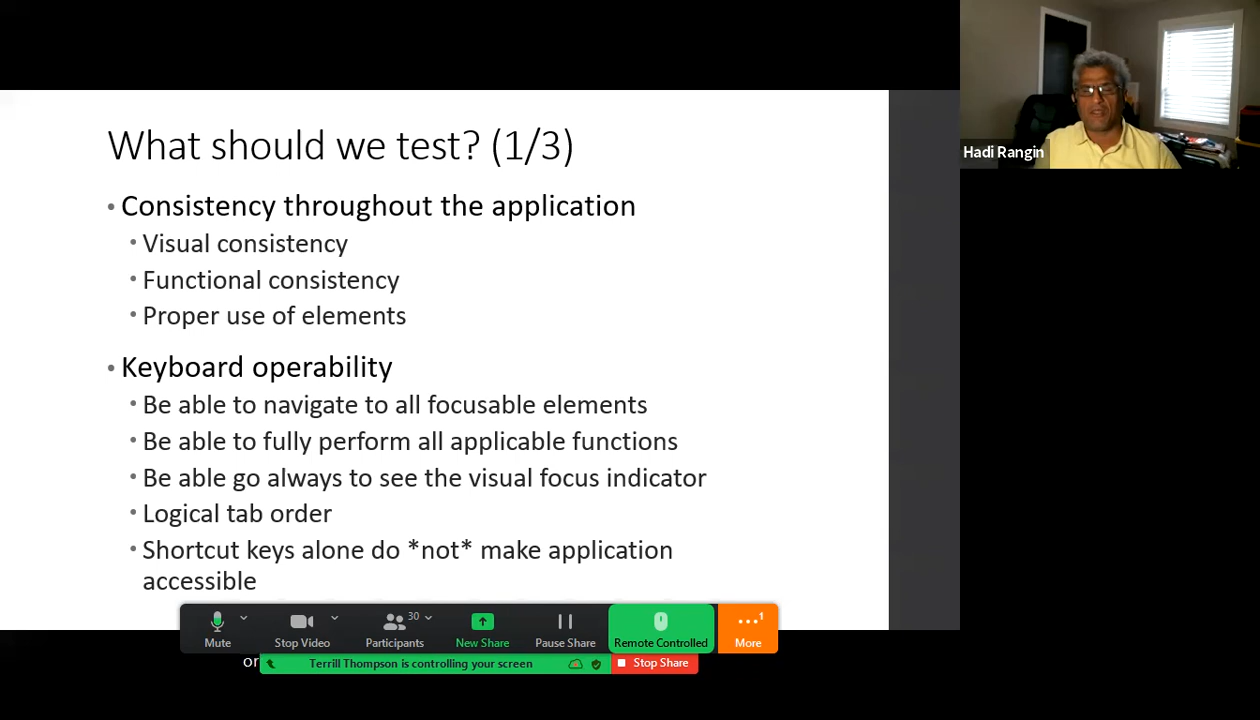 What should we test? (1/3)
• Consistency throughout the application
• Visual consistency
• Functional consistency
• Proper use of elements
• Keyboard operability
• Be able to navigate to all focusable elements
• Be able to fully perform all applicable functions
• Be able go always to see the visual focus indicator
• Logical tab order
• Shortcut keys alone do *not* make application
accessible
Hadi Rangin
30
1
Mute
Stop Video
Participants
New Share
Pause Share
Remote Controlled
More
or
Terrill Thompson is controlling your screen
Stop Share